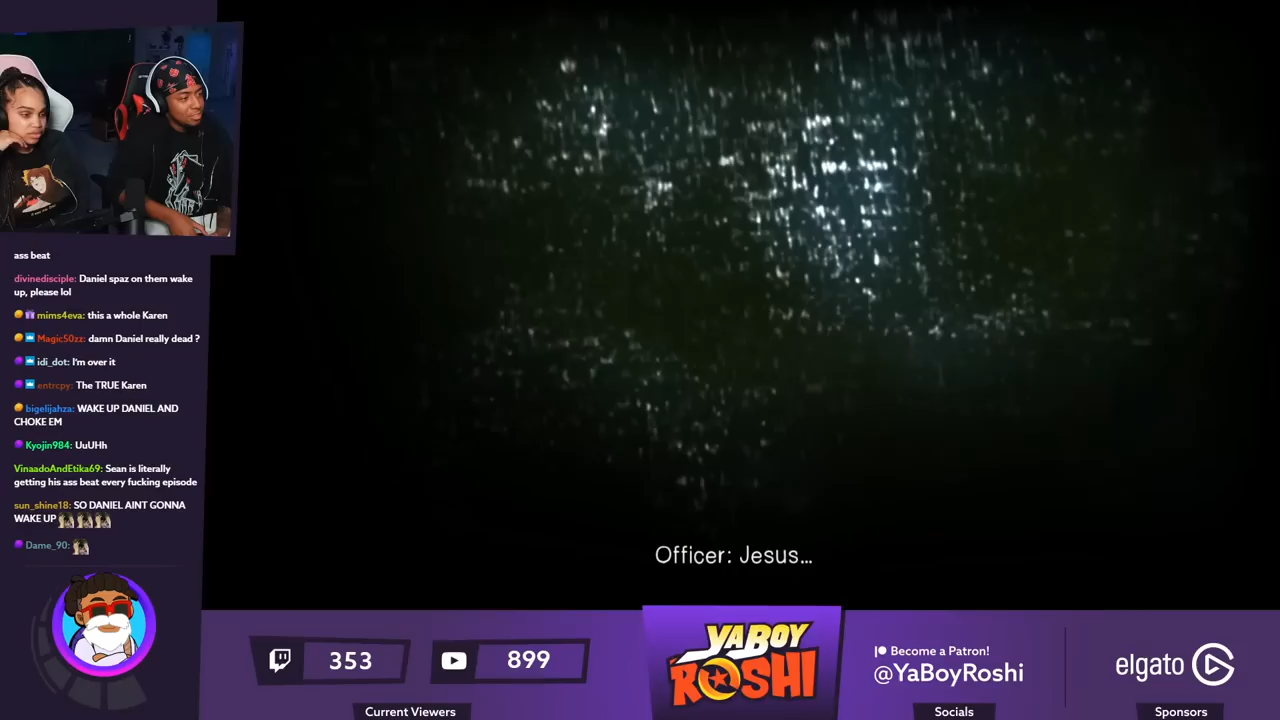 ass beat
divinedisciple: Daniel spaz on them wake
up, please lol
mims4eva: this a whole Karen
Magic50zz: damn Daniel really dead ?
idi_dot: I'm over it
entrcpy: The TRUE Karen
bigelijahza: WAKE UP DANIEL AND
CHOKE EM
Kyojin984: UuUHh
VinaadoAndEtika69: Sean is literally
getting his ass beat every fucking episode
sun_shine18: SO DANIEL AINT GONNA
WAKE UP
Dame_90:
Officer: Jesus...
353
899
Current Viewers
YABOY
ROSHI
Become a Patron!
@YaBoyRoshi
Socials
elgato
Sponsors